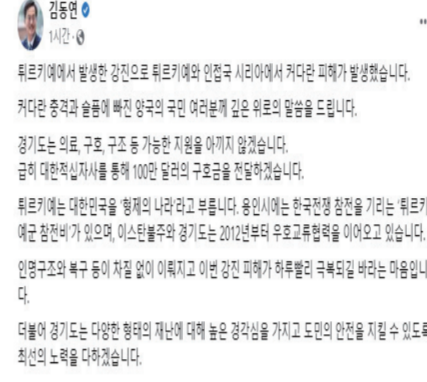 김동연
1시간 ·
튀르키예에서 발생한 강진으로 튀르키예와 인접국 시리아에서 커다란 피해가 발생했습니다.
커다란 충격과 슬픔에 빠진 양국의 국민 여러분께 깊은 위로의 말씀을 드립니다.
경기도는 의료, 구호, 구조 등 가능한 지원을 아끼지 않겠습니다.
급히 대한적십자사를 통해 100만 달러의 구호금을 전달하겠습니다.
튀르키예는 대한민국을 '형제의 나라'라고 부릅니다. 용인시에는 한국전쟁 참전을 기리는 '튀르키
예군 참전비'가 있으며, 이스탄불주와 경기도는 2012년부터 우호교류협력을 이어오고 있습니다.
인명구조와 복구 등이 차질 없이 이뤄지고 이번 강진 피해가 하루빨리 극복되길 바라는 마음입니
다.
더불어 경기도는 다양한 형태의 재난에 대해 높은 경각심을 가지고 도민의 안전을 지킬 수 있도록
최선의 노력을 다하겠습니다.